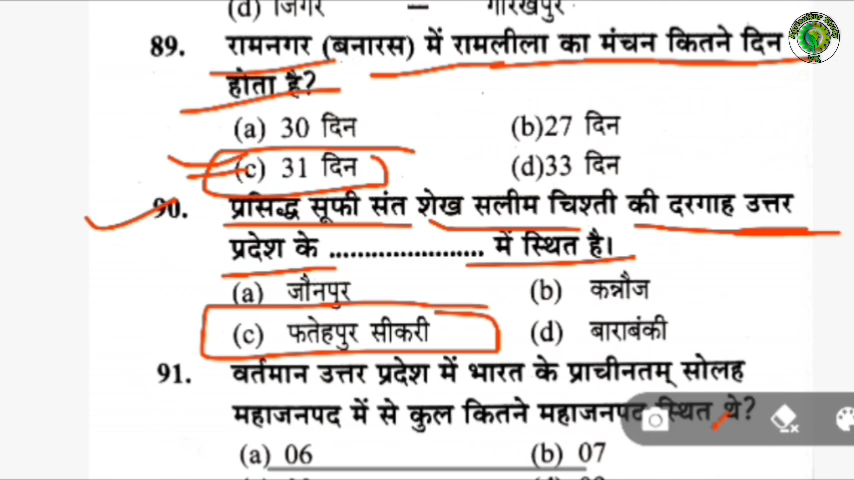 (d) जिगर – गोरखपुर
89. रामनगर (बनारस) में रामलीला का मंचन कितने दिन
होता है?
(a) 30 दिन (b)27 दिन
(c) 31 दिन (d)33 दिन
90. प्रसिद्ध सूफी संत शेख सलीम चिश्ती की दरगाह उत्तर
प्रदेश के ....................... में स्थित है।
(a) जौनपुर (b) कन्नौज
(c) फतेहपुर सीकरी (d) बाराबंकी
91. वर्तमान उत्तर प्रदेश में भारत के प्राचीनतम् सोलह
महाजनपद में से कुल कितने महाजनपद स्थित थे?
(a) 06 (b) 07